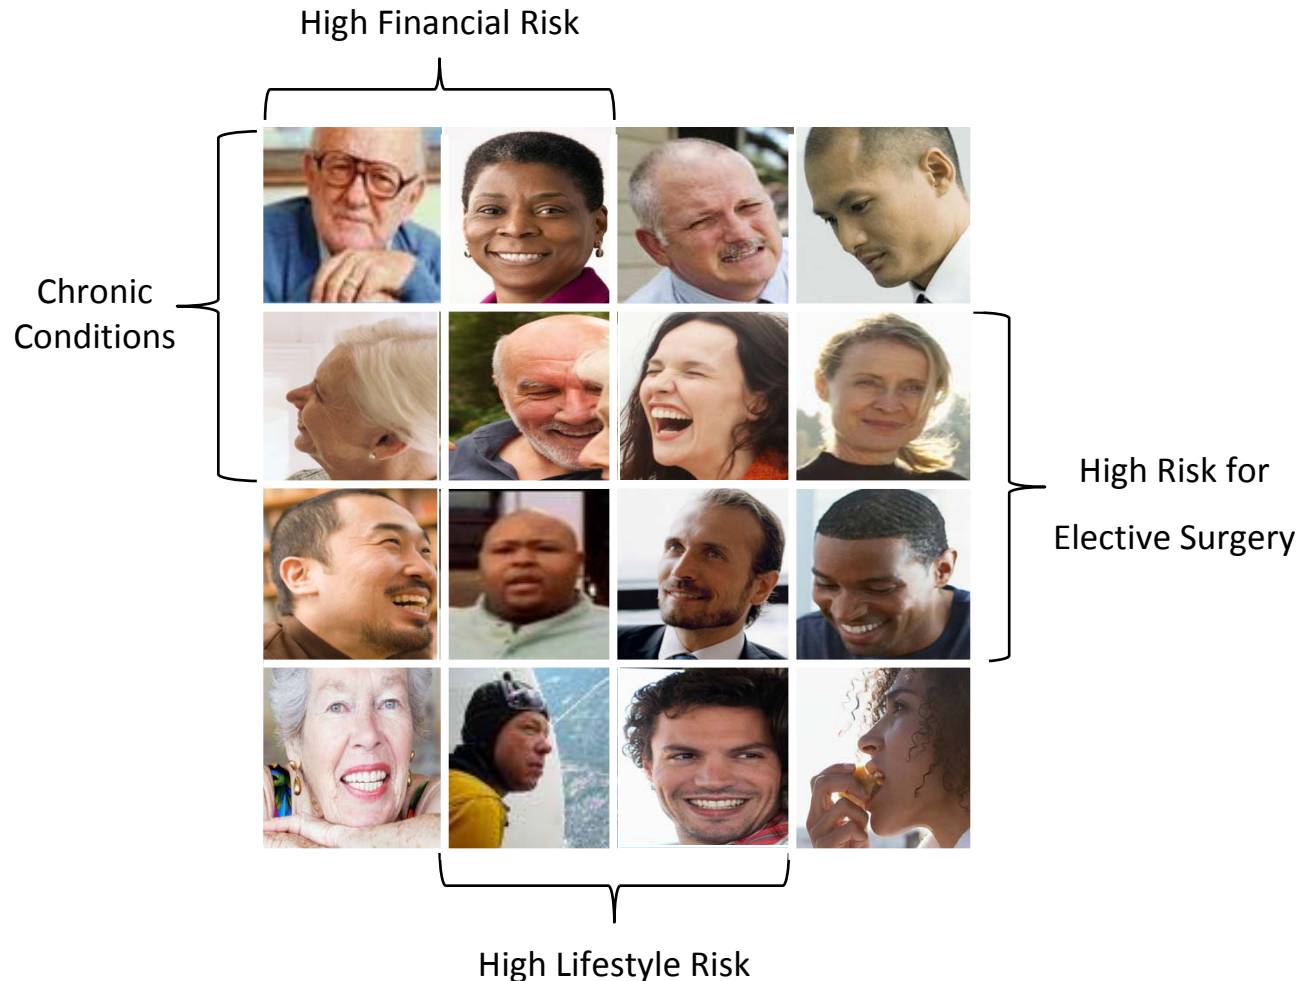 High Financial Risk
Chronic
Conditions
High Risk for
Elective Surgery
High Lifestyle Risk